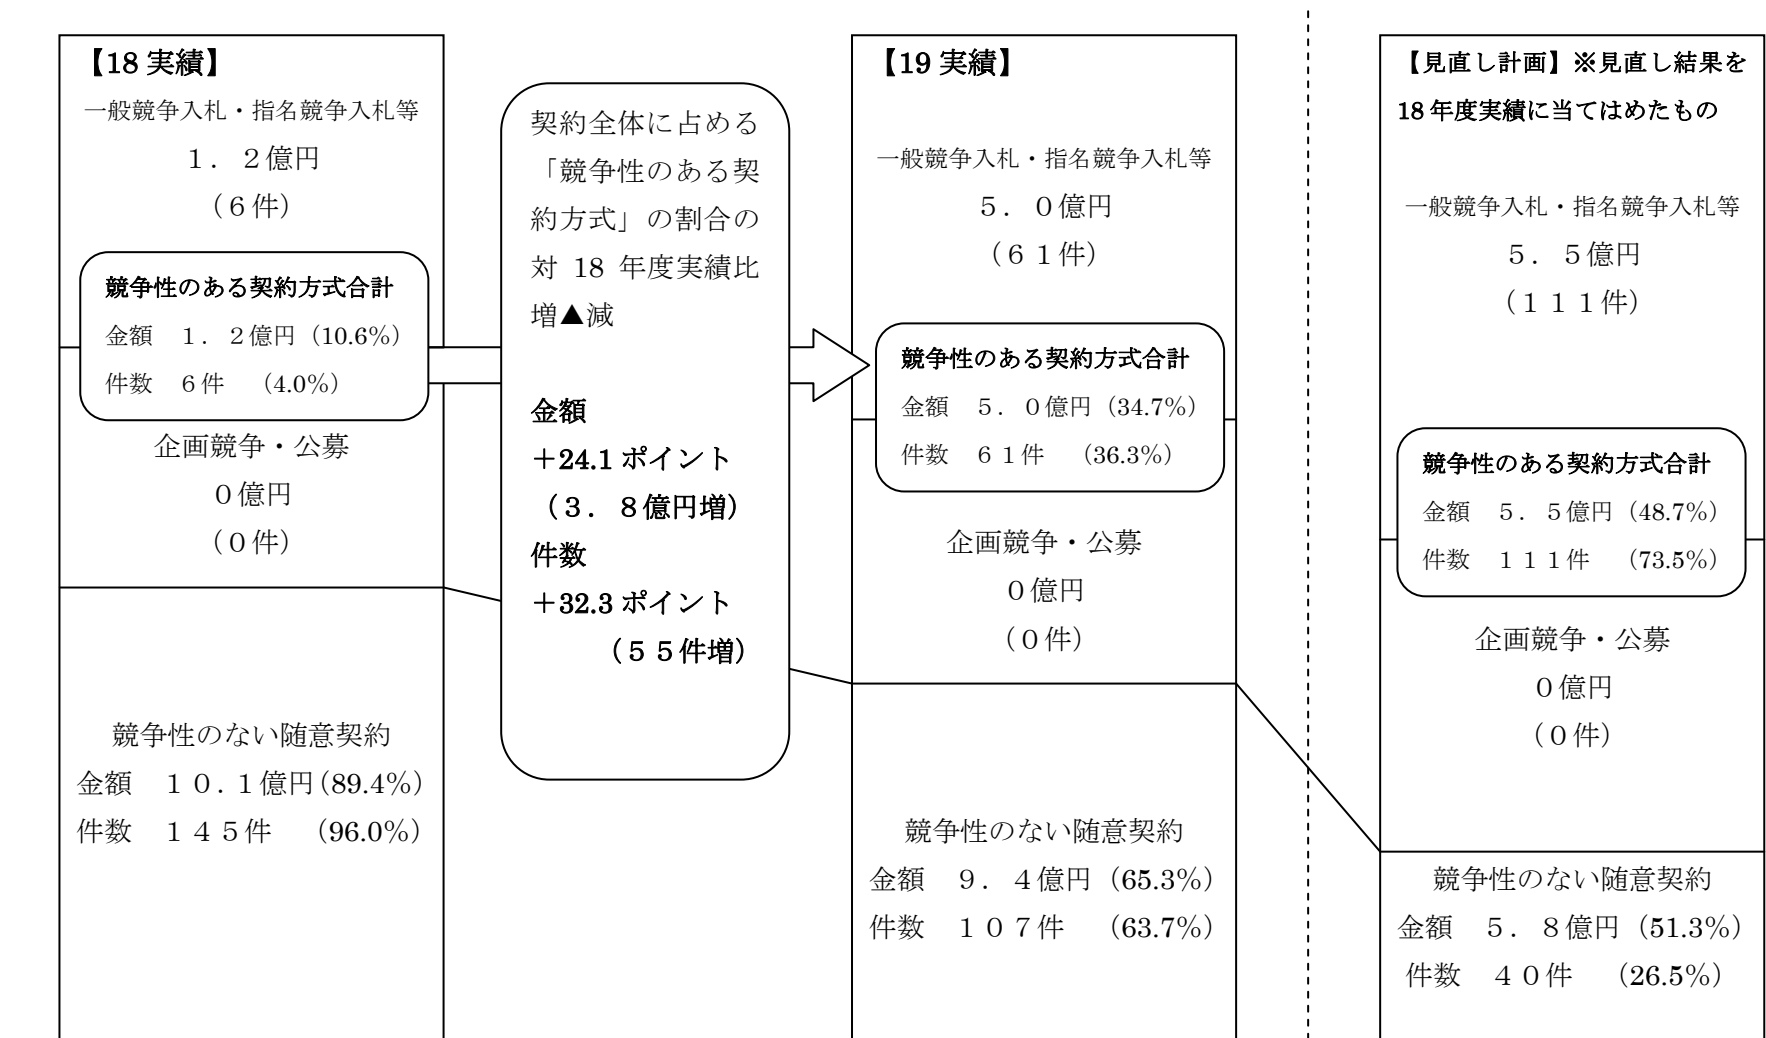 【18 実績】
一般競争入札・指名競争入札等
１．２億円
（６件）
競争性のある契約方式合計
金額　１．２億円（10.6%）
件数　６件　（4.0%）
企画競争・公募
０億円
（０件）
競争性のない随意契約
金額　１０．１億円（89.4%）
件数　１４５件　（96.0%）
契約全体に占める
「競争性のある契
約方式」の割合の
対 18 年度実績比
増▲減
金額
＋24.1 ポイント
（３．８億円増）
件数
＋32.3 ポイント
（５５件増）
【19 実績】
一般競争入札・指名競争入札等
５．０億円
（６１件）
競争性のある契約方式合計
金額　５．０億円（34.7%）
件数　６１件　（36.3%）
企画競争・公募
０億円
（０件）
競争性のない随意契約
金額　９．４億円（65.3%）
件数　１０７件　（63.7%）
【見直し計画】※見直し結果を
18 年度実績に当てはめたもの
一般競争入札・指名競争入札等
５．５億円
（１１１件）
競争性のある契約方式合計
金額　５．５億円（48.7%）
件数　１１１件　（73.5%）
企画競争・公募
０億円
（０件）
競争性のない随意契約
金額　５．８億円（51.3%）
件数　４０件　（26.5%）